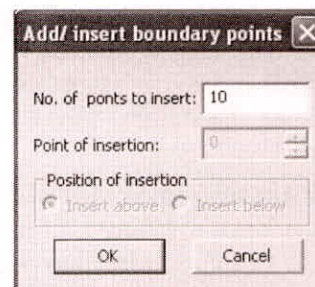 Add/ insert boundary points
No. of ponts to insert: 10
Point of insertion: 0
Position of insertion
Insert above Insert below
OK Cancel